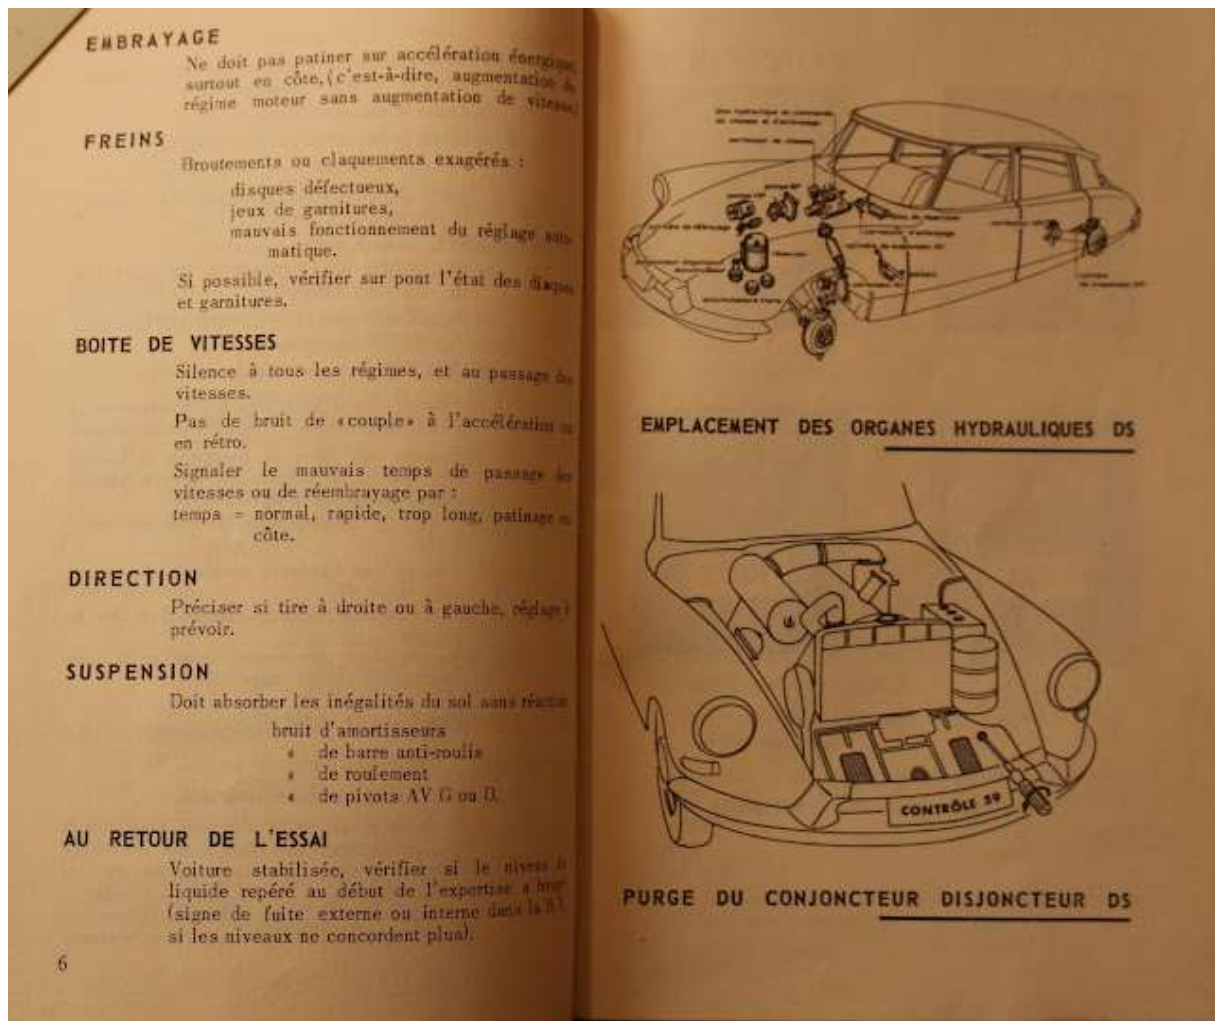 EMBRAYAGE
Ne doit pas patiner sur accélération
surtout en côte, (c'est-à-dire, augmentation
régime moteur sans augmentation de
FREINS
Broutements ou claquements exagérés :
disques défectueux,
jeux de garnitures,
mauvais fonctionnement du réglage auto-
matique.
Si possible, vérifier sur pont l'état des disques
et garnitures.
BOITE DE VITESSES
Silence à tous les régimes, et au passage des
vitesses.
Pas de bruit de «couple» à l'accélération ou
en rétro.
Signaler le mauvais temps de passage des
vitesses ou de réembrayage par :
temps = normal, rapide, trop long, patinage en
côte.
DIRECTION
Préciser si tire à droite ou à gauche, réglage à
prévoir.
SUSPENSION
Doit absorber les inégalités du sol sans réaction
bruit d'amortisseurs
« de barre anti-roulis
« de roulement
« de pivots AV G ou D.
AU RETOUR DE L'ESSAI
Voiture stabilisée, vérifier si le niveau de
liquide repéré au début de l'expertise a
(signe de fuite externe ou interne dans la B.V.
si les niveaux ne concordent plus).
6
EMPLACEMENT DES ORGANES HYDRAULIQUES DS
CONTRÔLE 59
PURGE DU CONJONCTEUR DISJONCTEUR DS